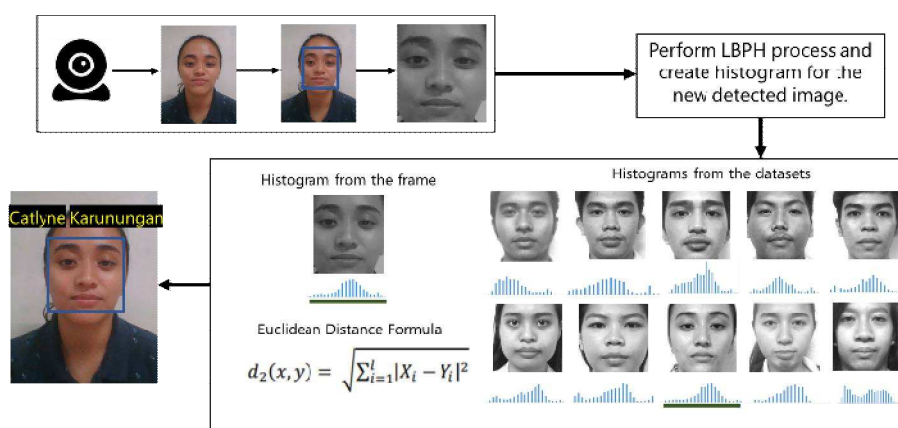 Perform LBPH process and
create histogram for the
new detected image.
Histogram from the frame
Histograms from the datasets
Catlyne Karunungan
Euclidean Distance Formula
d₂(x, y) = √∑ˡᵢ₌₁|Xᵢ − Yᵢ|²